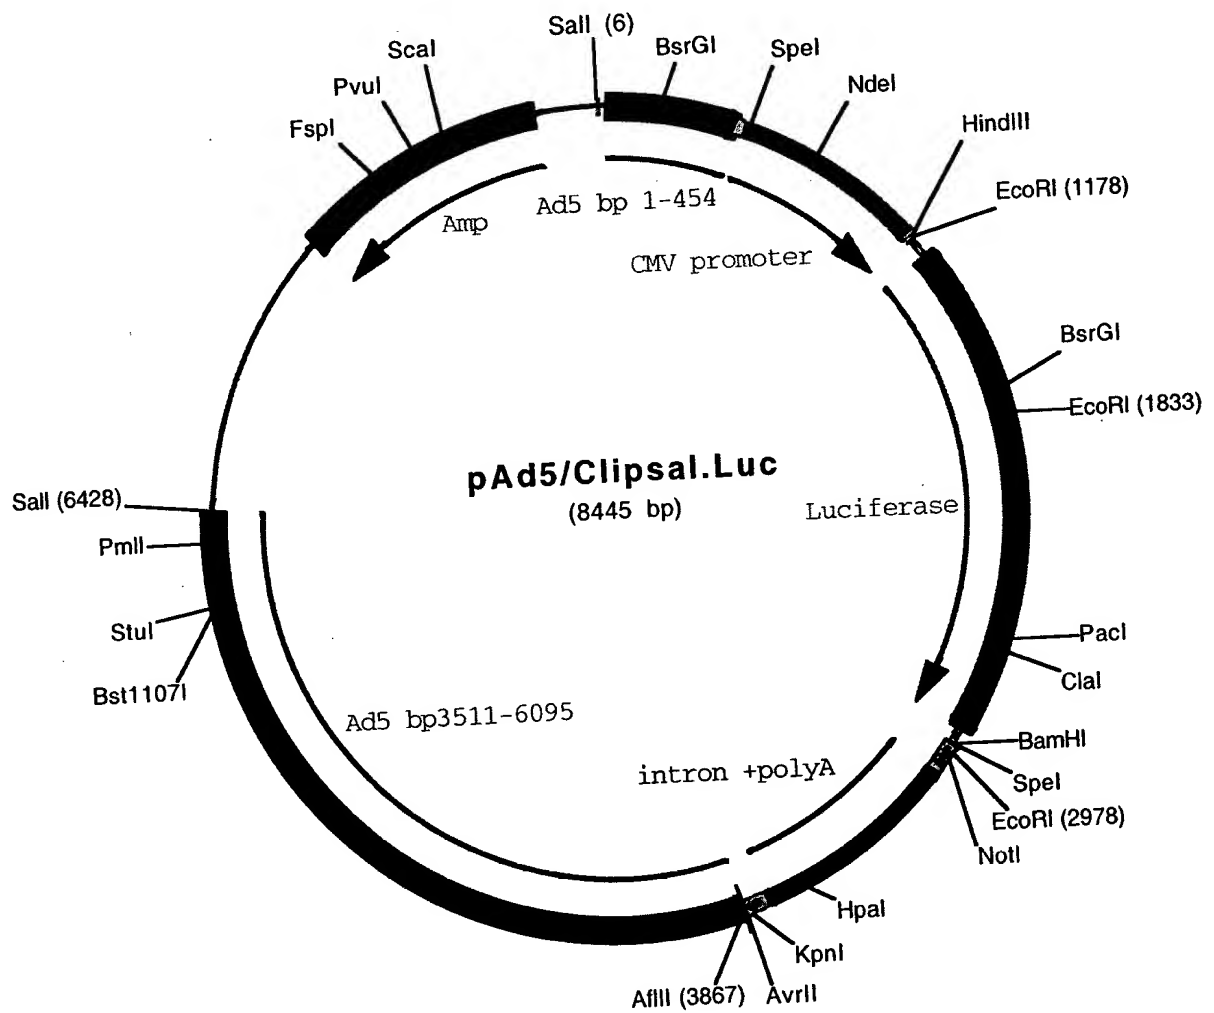 SalI (6)
BsrGI
SpeI
NdeI
HindIII
EcoRI (1178)
BsrGI
EcoRI (1833)
PacI
ClaI
BamHI
SpeI
EcoRI (2978)
NotI
HpaI
KpnI
AvrII
AflII (3867)
Bst1107I
StuI
PmlI
SalI (6428)
FspI
PvuI
ScaI
Amp
Ad5 bp 1-454
CMV promoter
pAd5/Clipsal.Luc
(8445 bp)
Luciferase
Ad5 bp3511-6095
intron +polyA